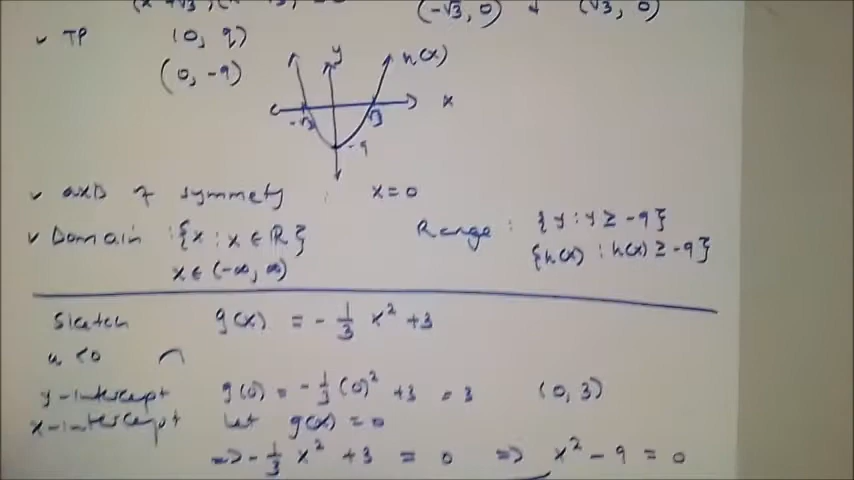 (-√3, 0) & (√3, 0)
✓ TP (0, q)
(0, -9)
y h(x)
x
-√3 √3
-9
✓ axis of symmetry : x = 0
✓ Domain : {x : x ∈ ℝ} Range : {y : y ≥ -9}
x ∈ (-∞, ∞) {h(x) : h(x) ≥ -9}
Sketch g(x) = -1/3 x² + 3
a < 0 ⌒
y-intercept g(0) = -1/3 (0)² + 3 = 3 (0, 3)
x-intercept let g(x) = 0
=> -1/3 x² + 3 = 0 => x² - 9 = 0